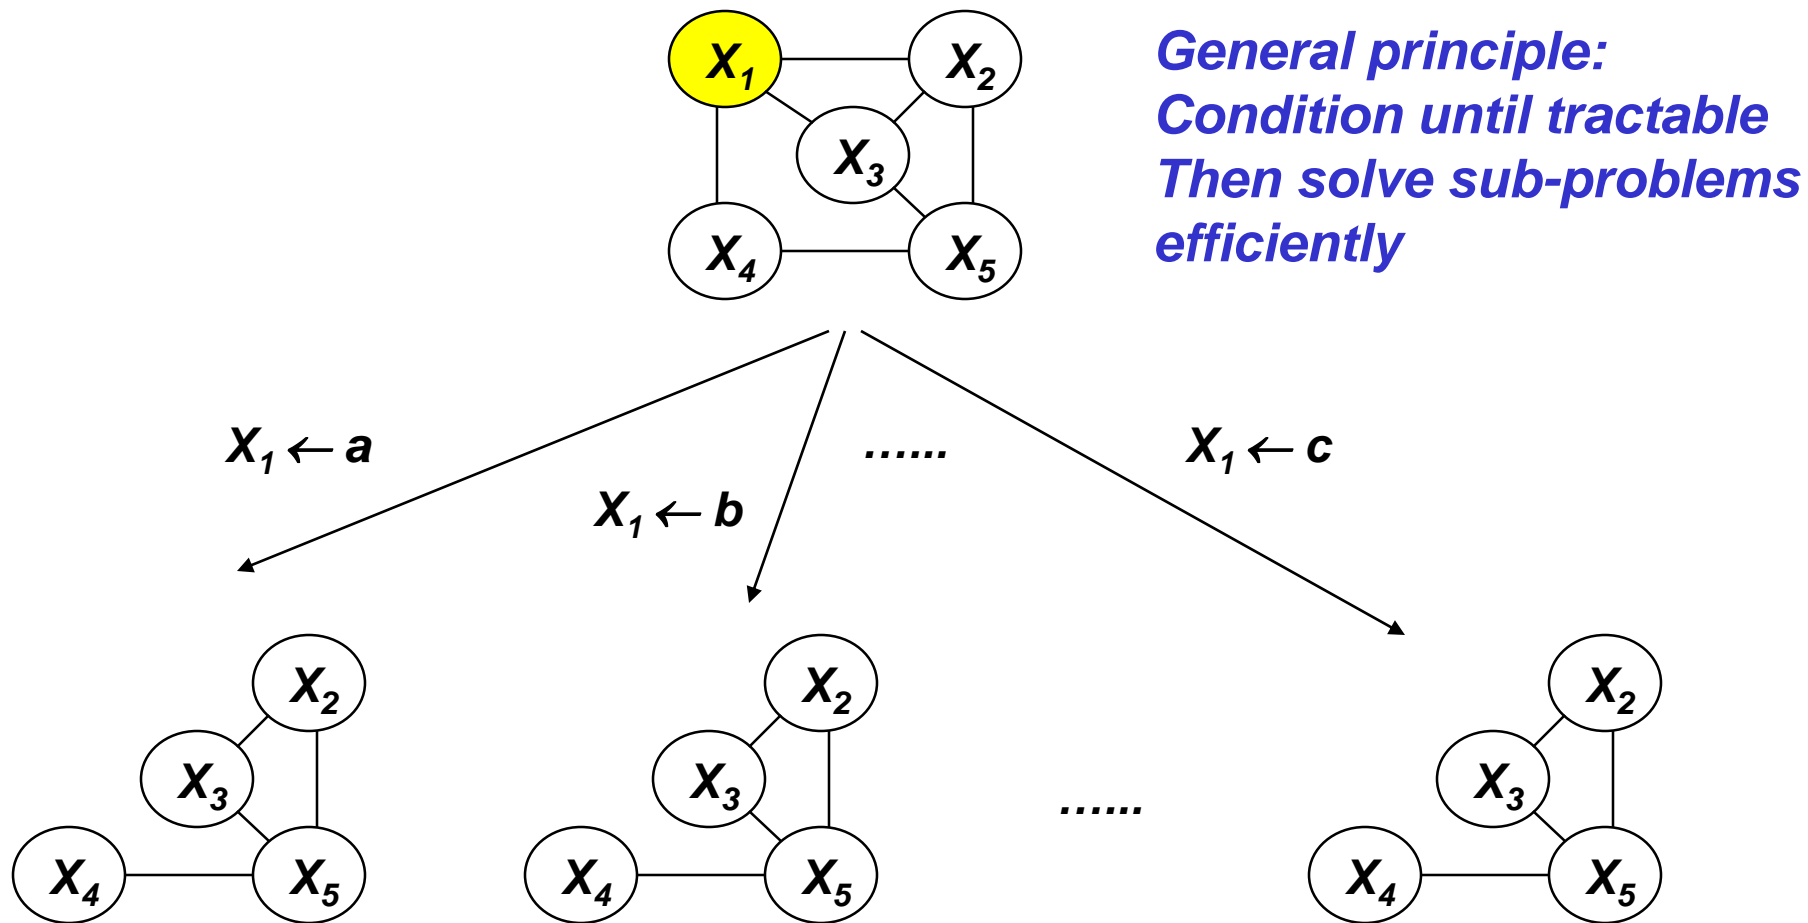 X1
X2
X3
X4
X5
General principle:
Condition until tractable
Then solve sub-problems
efficiently
X1 ← a
X1 ← b
…...
X1 ← c
X2
X3
X4
X5
X2
X3
X4
X5
…...
X2
X3
X4
X5